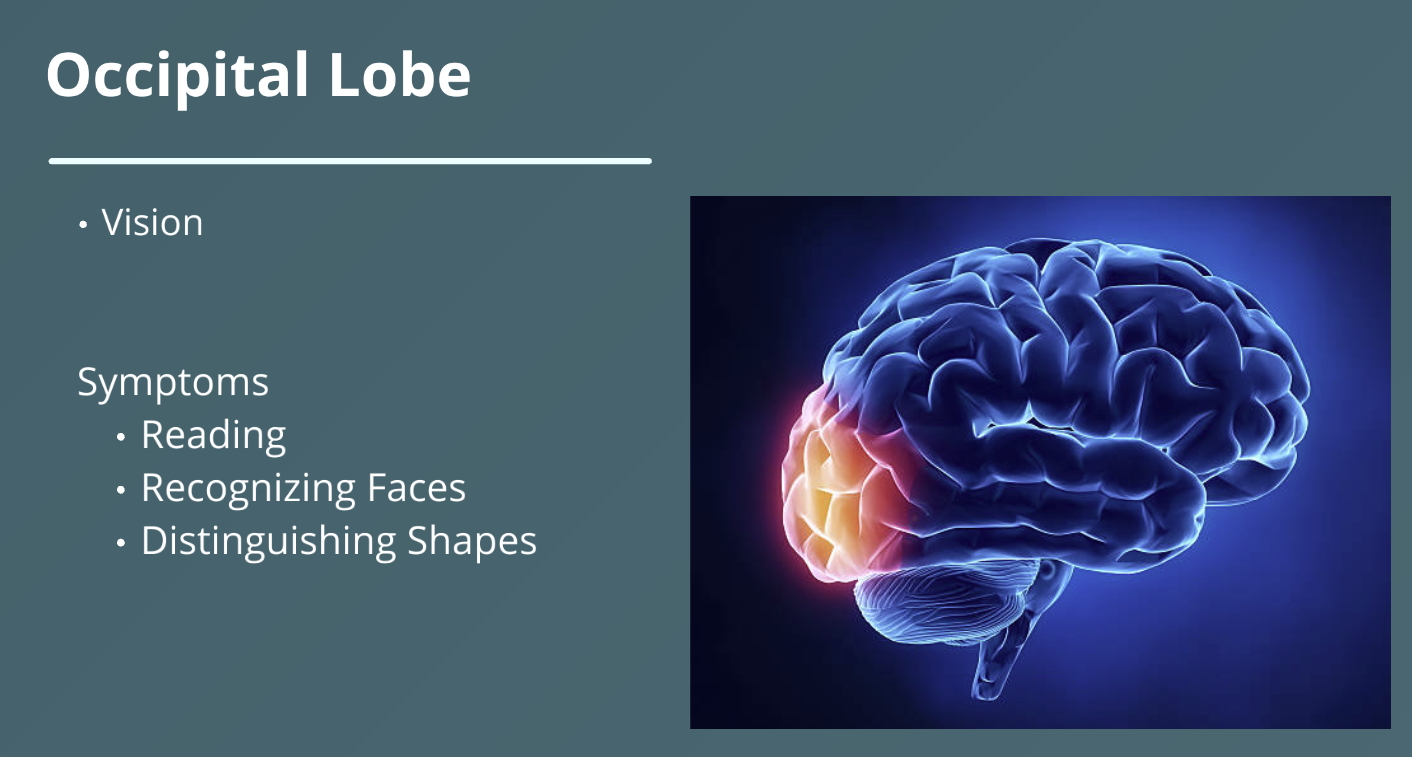 Occipital Lobe
• Vision
Symptoms
• Reading
• Recognizing Faces
• Distinguishing Shapes